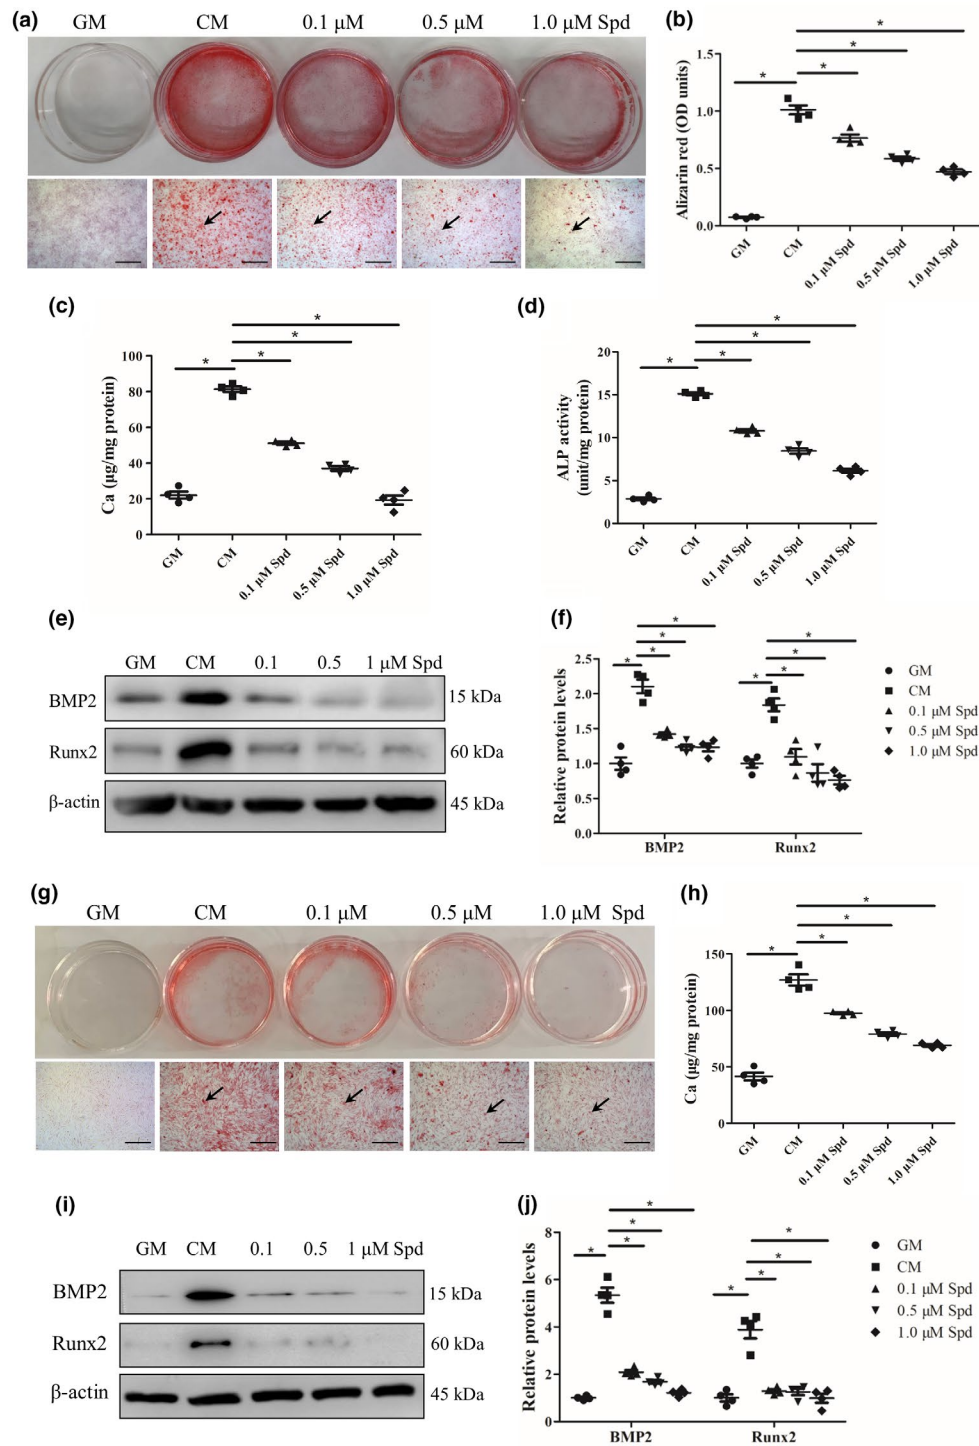 (a)
GM CM 0.1 μM 0.5 μM 1.0 μM Spd
(b)
* * * *
Alizarin red (OD units)
1.5
1.0
0.5
0.0
GM CM 0.1 μM Spd 0.5 μM Spd 1.0 μM Spd
(c)
* * * *
Ca (μg/mg protein)
100
80
60
40
20
0
GM CM 0.1 μM Spd 0.5 μM Spd 1.0 μM Spd
(d)
* * * *
ALP activity
(unit/mg protein)
20
15
10
5
0
GM CM 0.1 μM Spd 0.5 μM Spd 1.0 μM Spd
(e)
GM CM 0.1 0.5 1 μM Spd
BMP2 15 kDa
Runx2 60 kDa
β-actin 45 kDa
(f)
* * * * * * * *
Relative protein levels
2.5
2.0
1.5
1.0
0.5
0.0
BMP2 Runx2
GM
CM
0.1 μM Spd
0.5 μM Spd
1.0 μM Spd
(g)
GM CM 0.1 μM 0.5 μM 1.0 μM Spd
(h)
* * * *
Ca (μg/mg protein)
150
100
50
0
GM CM 0.1 μM Spd 0.5 μM Spd 1.0 μM Spd
(i)
GM CM 0.1 0.5 1 μM Spd
BMP2 15 kDa
Runx2 60 kDa
β-actin 45 kDa
(j)
* * * * * * * *
Relative protein levels
8
6
4
2
0
BMP2 Runx2
GM
CM
0.1 μM Spd
0.5 μM Spd
1.0 μM Spd